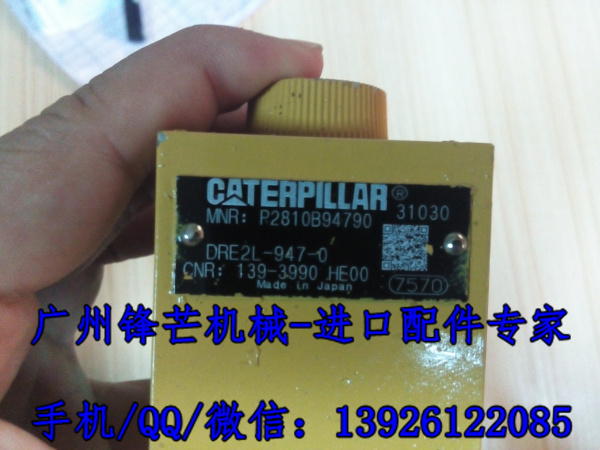 CATERPILLAR®
MNR: P2810B94790 31030
DRE2L-947-0
CNR: 139-3990 HE00
Made in Japan 7570
广州锋芒机械-进口配件专家
手机/QQ/微信：13926122085